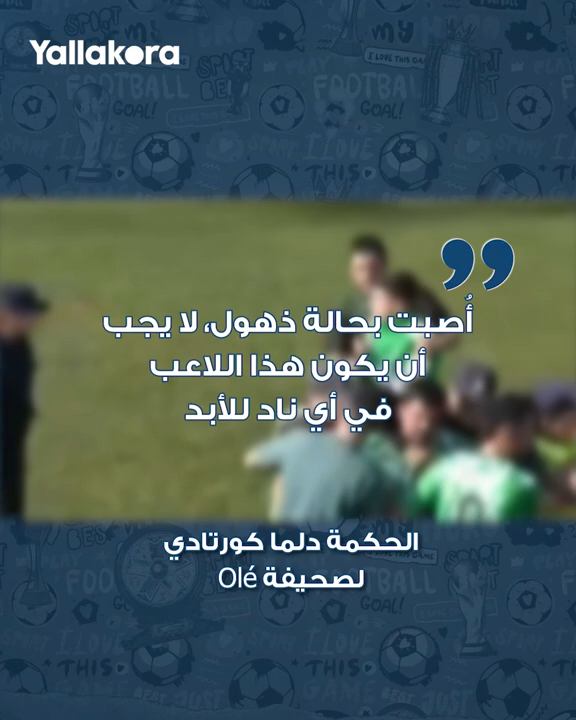 Yallakora
أُصبت بحالة ذهول، لا يجب
أن يكون هذا اللاعب
في أي ناد للأبد
الحكمة دلما كورتادي
لصحيفة Olé